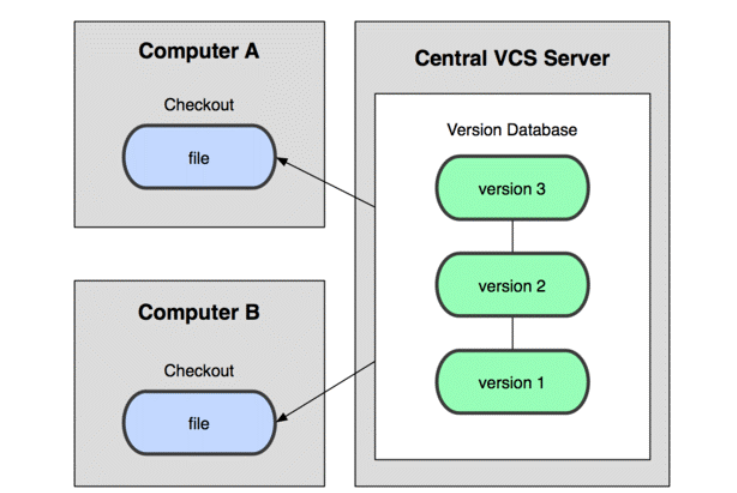 Computer A
Checkout
file
Computer B
Checkout
file
Central VCS Server
Version Database
version 3
version 2
version 1